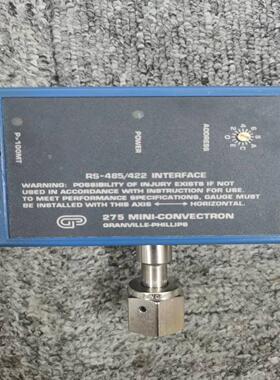 P<100MT
POWER
ADDRESS
RS-485/422 INTERFACE
WARNING: POSSIBILITY OF INJURY EXISTS IF NOT
USED IN ACCORDANCE WITH INSTRUCTION FOR USE.
TO MEET PERFORMANCE SPECIFICATIONS, GAUGE MUST
BE INSTALLED WITH THIS AXIS ⟷ HORIZONTAL.
GP
275 MINI-CONVECTRON
GRANVILLE-PHILLIPS